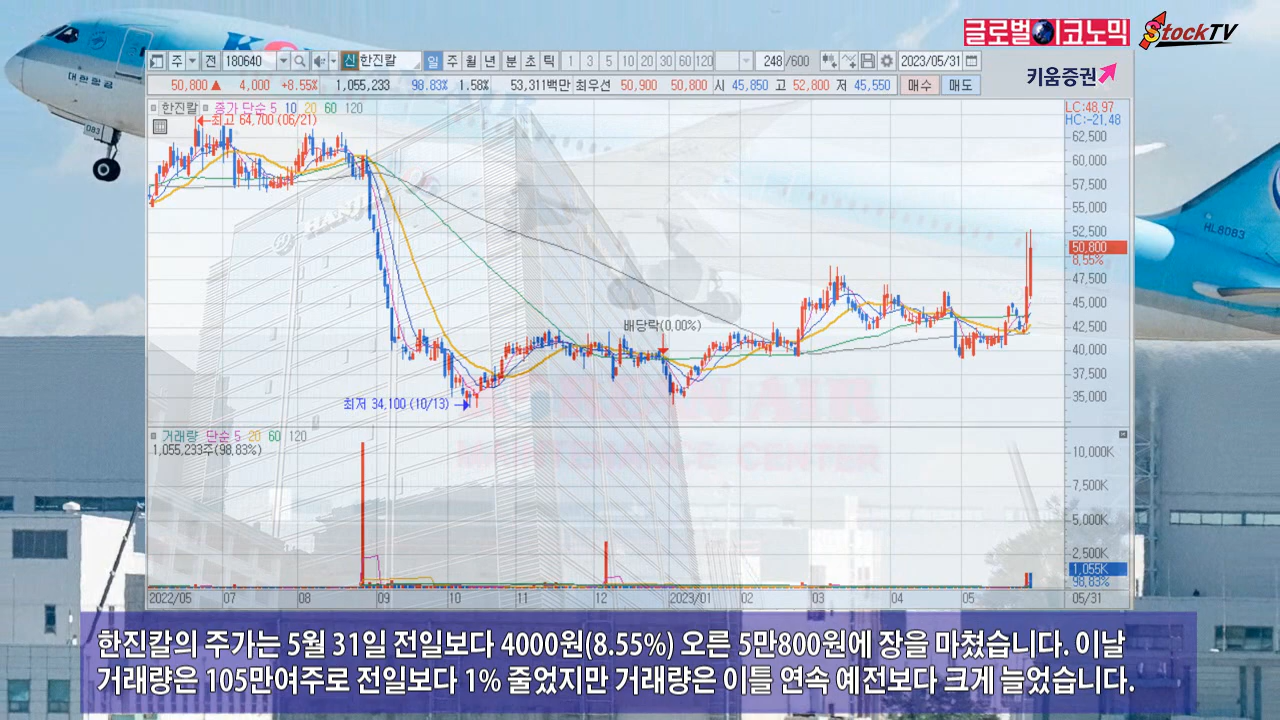 글로벌이코노믹
StockTV
키움증권
대한항공
HL8083
주 전 180640 신 한진칼 일 주 월 년 분 초 틱 1 3 5 10 20 30 60 120 248 /600 2023/05/31
50,800 ▲ 4,000 +8.55% 1,055,233 98.83% 1.58% 53,311백만 최우선 50,900 50,800 시 45,850 고 52,800 저 45,550 매수 매도
한진칼 종가 단순 5 10 20 60 120
최고 64,700 (06/21)
LC:48.97
HC:-21.48
62,500
60,000
57,500
55,000
52,500
50,800
8.55%
47,500
45,000
42,500
40,000
37,500
35,000
배당락(0.00%)
최저 34,100 (10/13)
거래량 단순 5 20 60 120
1,055,233주(98.83%)
10,000K
7,500K
5,000K
2,500K
1,055K
98.83%
2022/05 07 08 09 10 11 12 2023/01 02 03 04 05 05/31
한진칼의 주가는 5월 31일 전일보다 4000원(8.55%) 오른 5만800원에 장을 마쳤습니다. 이날
거래량은 105만여주로 전일보다 1% 줄었지만 거래량은 이틀 연속 예전보다 크게 늘었습니다.